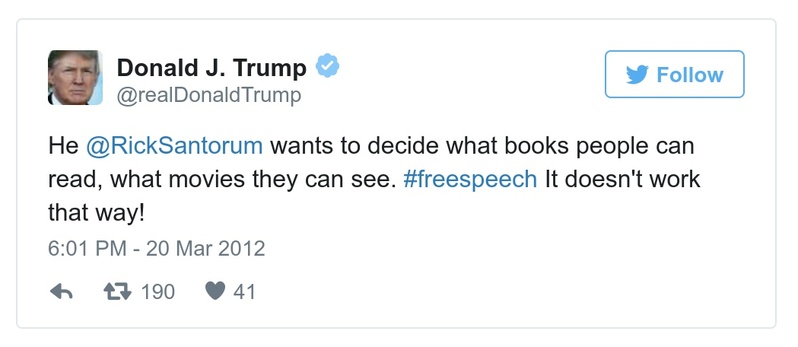 Donald J. Trump
@realDonaldTrump
Follow
He @RickSantorum wants to decide what books people can
read, what movies they can see. #freespeech It doesn't work
that way!
6:01 PM - 20 Mar 2012
190 41